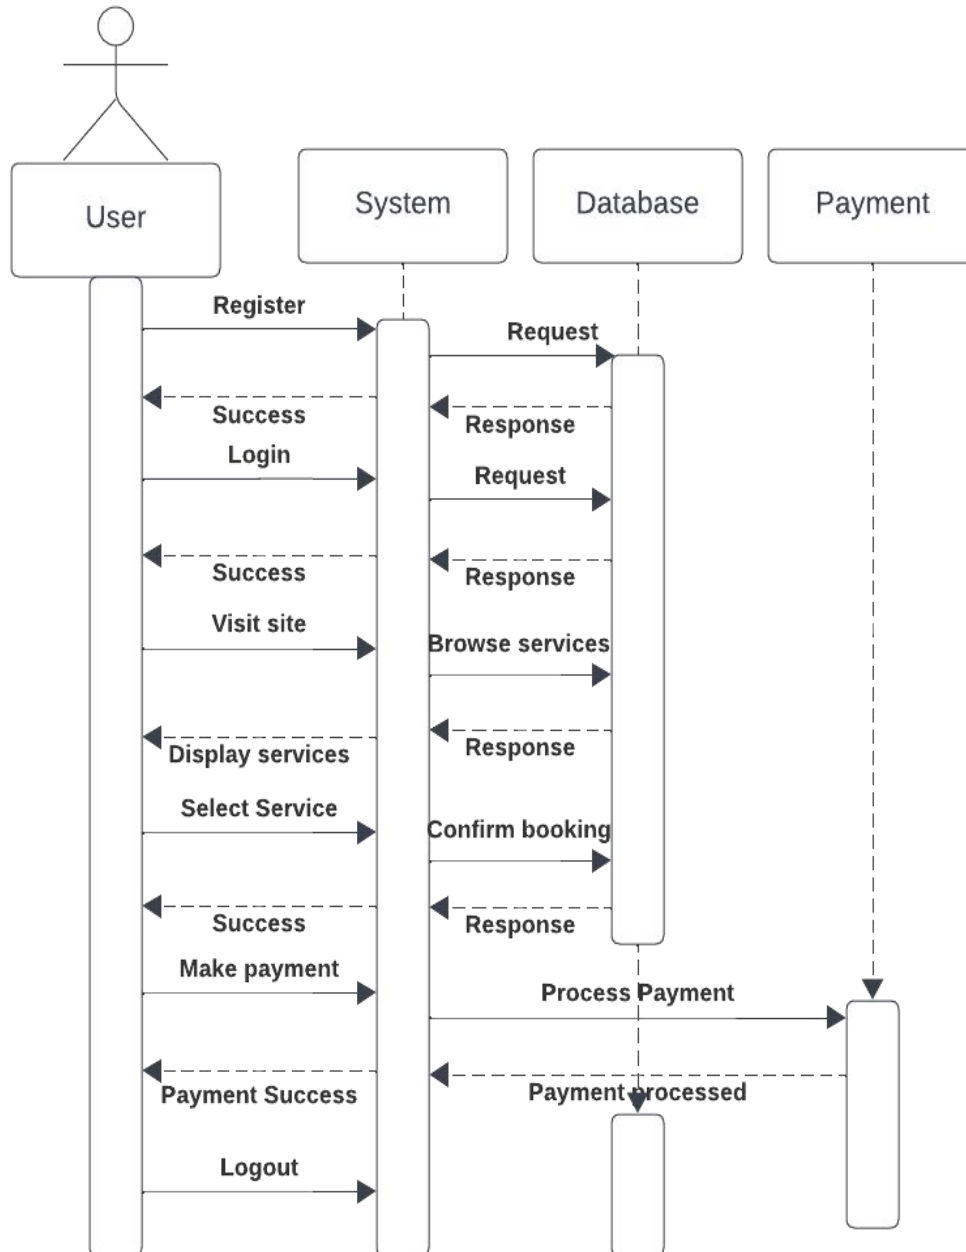 User
System
Database
Payment
Register
Request
Success
Response
Login
Request
Success
Response
Visit site
Browse services
Display services
Response
Select Service
Confirm booking
Success
Response
Make payment
Process Payment
Payment Success
Payment processed
Logout